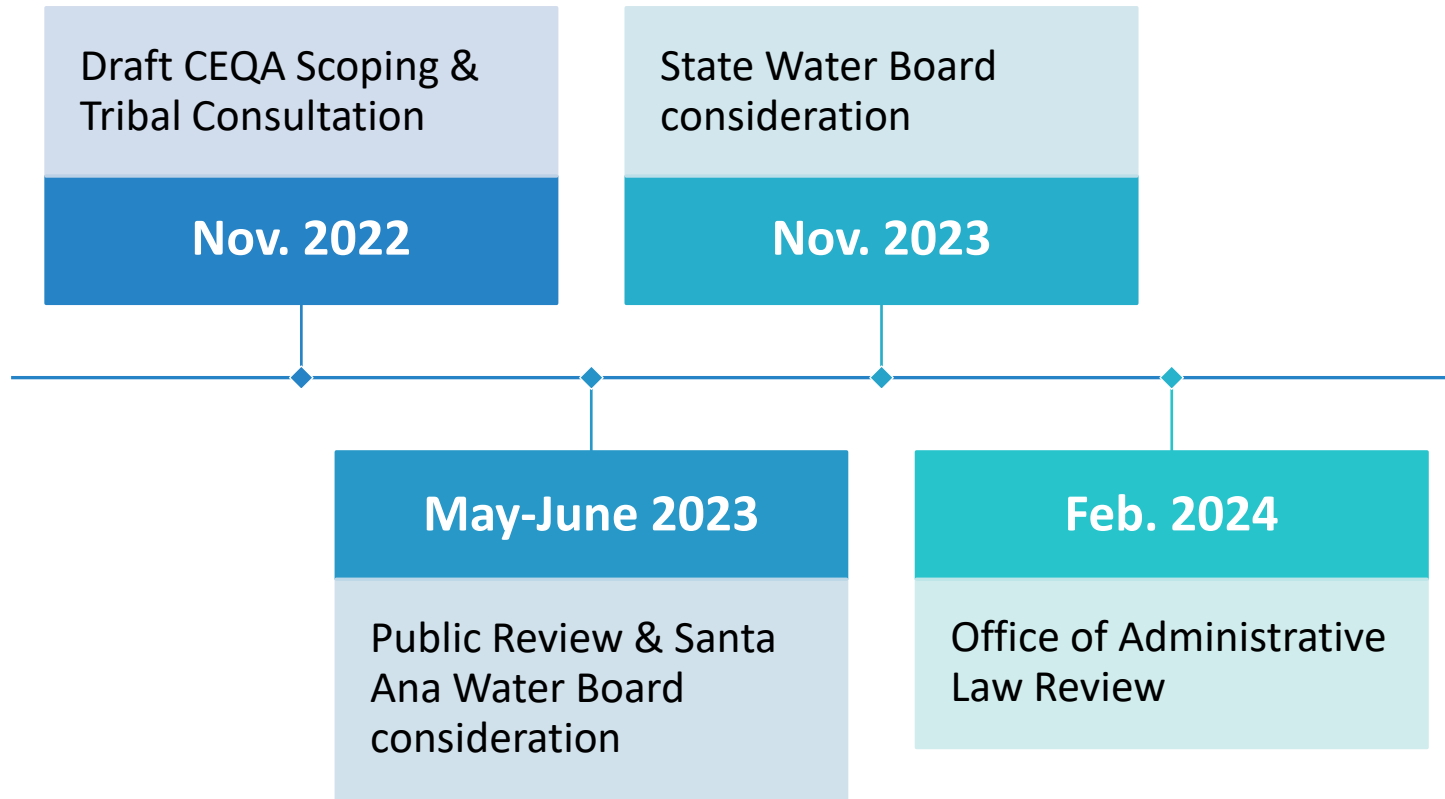 Draft CEQA Scoping &
Tribal Consultation
Nov. 2022
May-June 2023
Public Review & Santa
Ana Water Board
consideration
State Water Board
consideration
Nov. 2023
Feb. 2024
Office of Administrative
Law Review